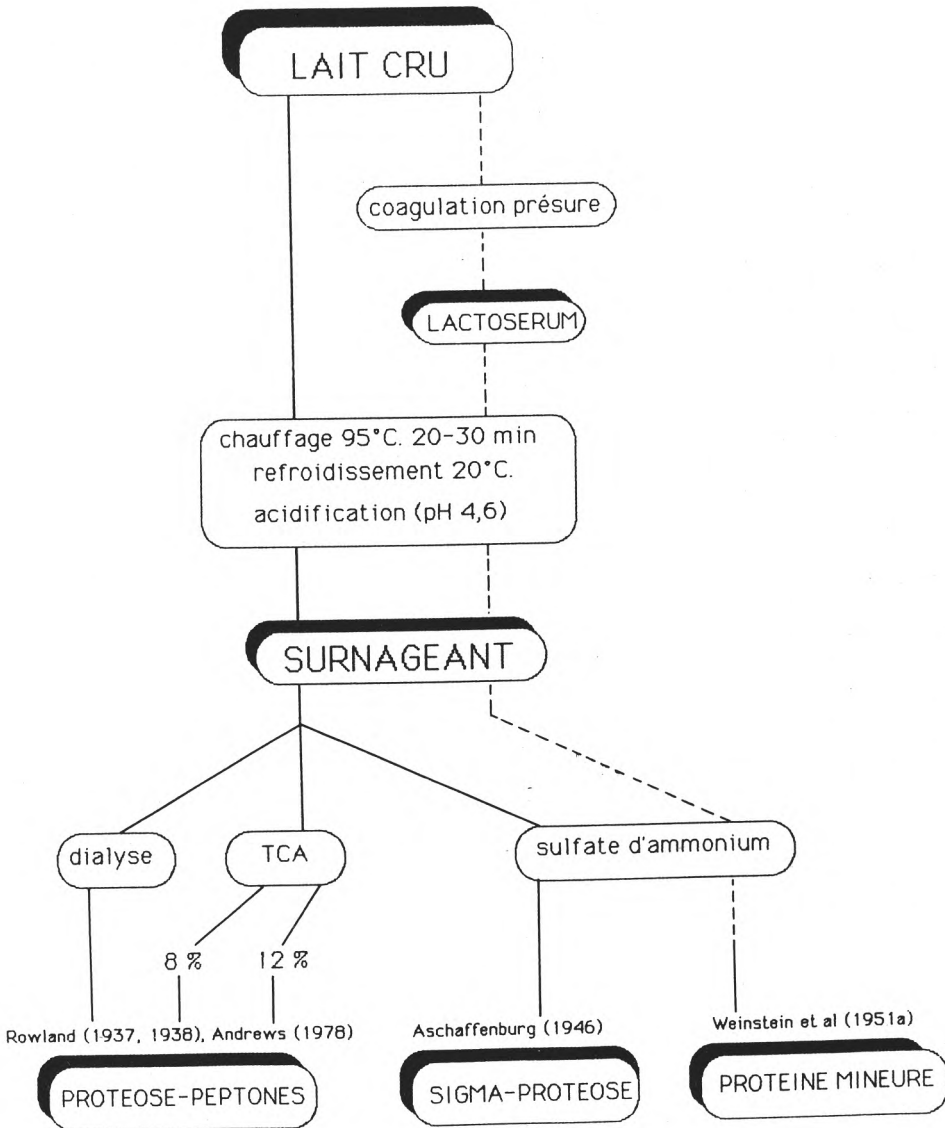 LAIT CRU
coagulation présure
LACTOSERUM
chauffage 95°C. 20-30 min
refroidissement 20°C.
acidification (pH 4,6)
SURNAGEANT
dialyse
TCA
sulfate d'ammonium
8 %
12 %
Rowland (1937, 1938), Andrews (1978)
Aschaffenburg (1946)
Weinstein et al (1951a)
PROTEOSE-PEPTONES
SIGMA-PROTEOSE
PROTEINE MINEURE